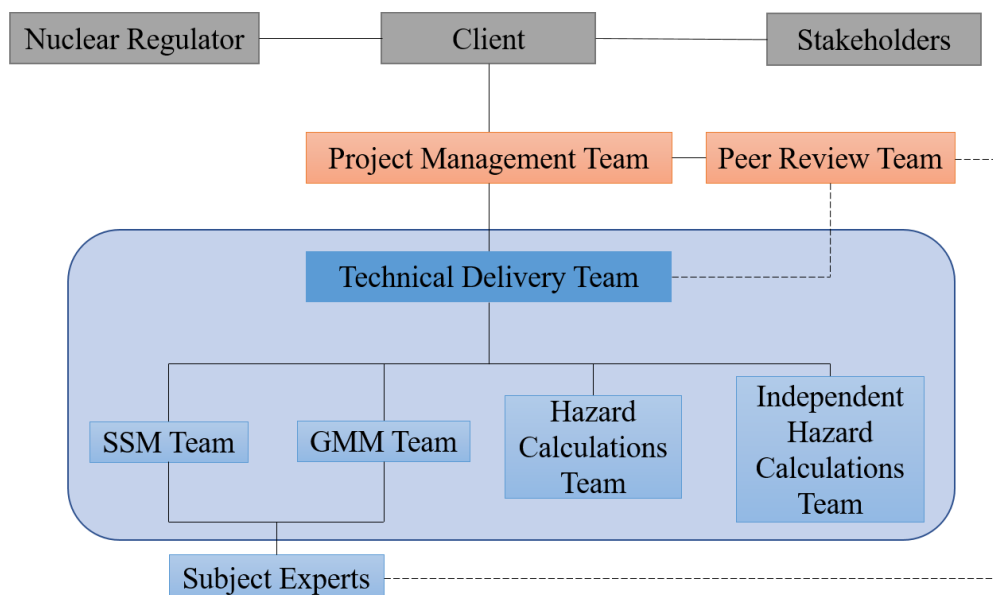 Nuclear Regulator
Client
Stakeholders
Project Management Team
Peer Review Team
Technical Delivery Team
SSM Team
GMM Team
Hazard
Calculations
Team
Independent
Hazard
Calculations
Team
Subject Experts